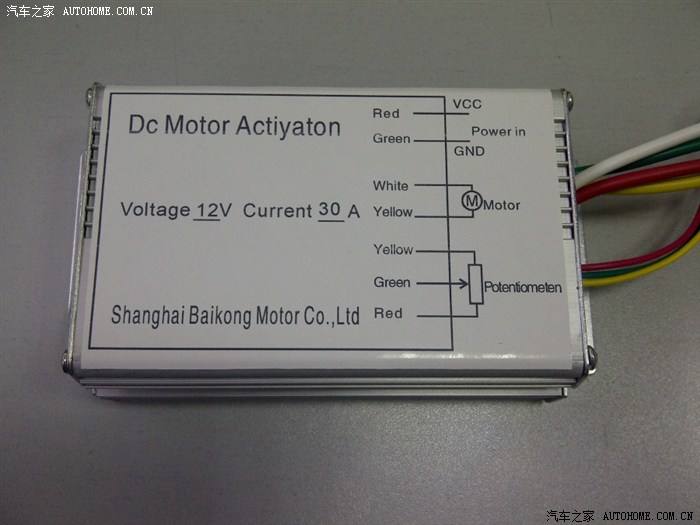 汽车之家 AUTOHOME.COM.CN
Dc Motor Actiyaton
Voltage 12V Current 30 A
Shanghai Baikong Motor Co.,Ltd
Red VCC
Green Power in
GND
White
M Motor
Yellow
Yellow
Green Potentiometen
Red
汽车之家 AUTOHOME.COM.CN